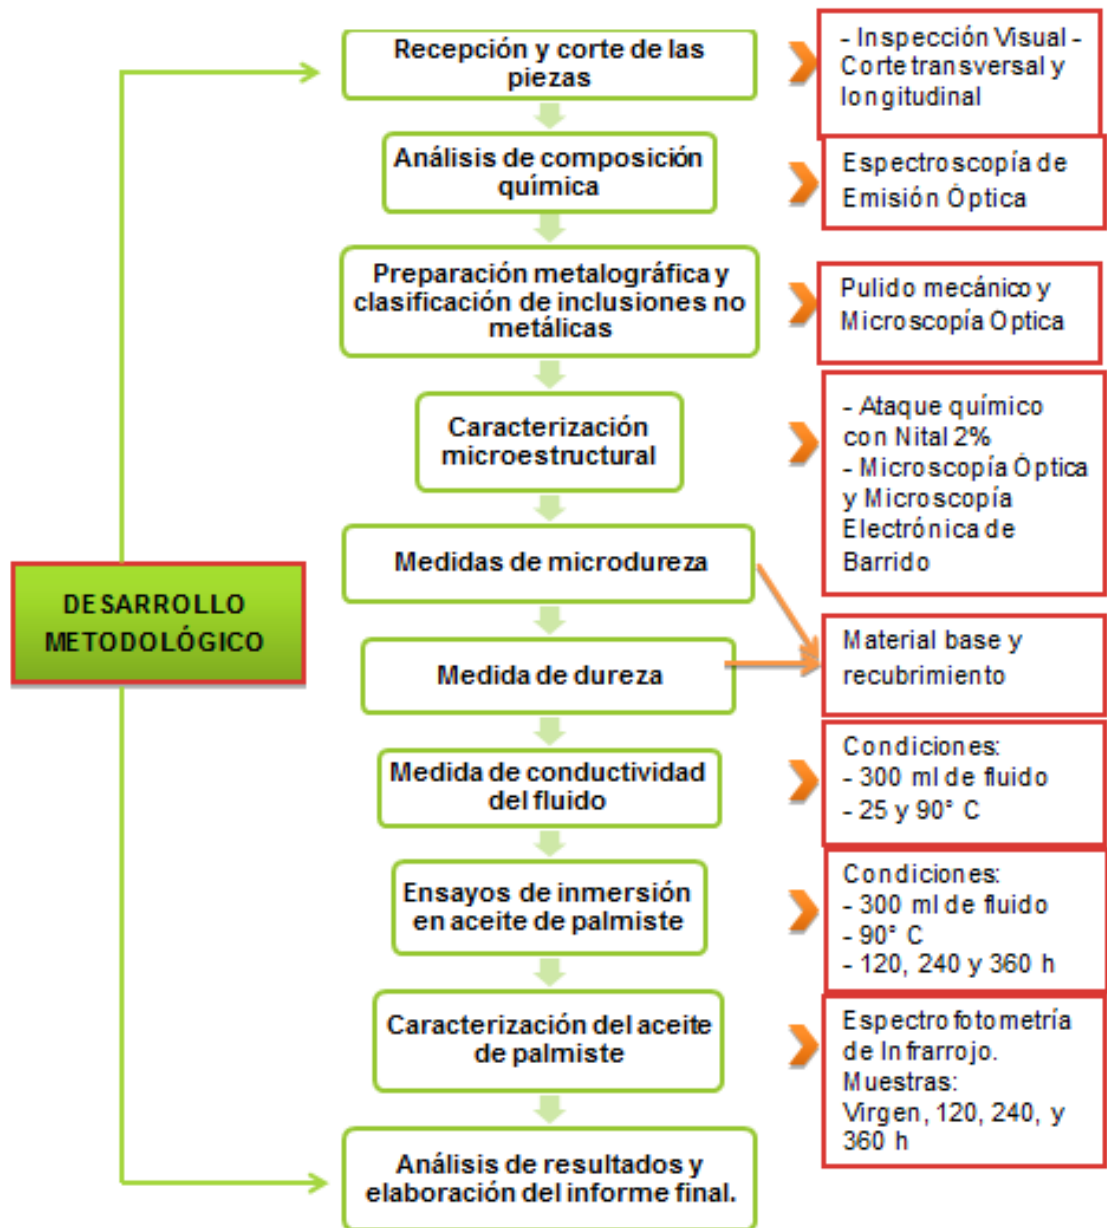 Recepción y corte de las
piezas
- Inspección Visual -
Corte transversal y
longitudinal
Análisis de composición
química
Espectroscopía de
Emisión Óptica
Preparación metalográfica y
clasificación de inclusiones no
metálicas
Pulido mecánico y
Microscopía Optica
Caracterización
microestructural
- Ataque químico
con Nital 2%
- Microscopía Óptica
y Microscopía
Electrónica de
Barrido
DESARROLLO
METODOLÓGICO
Medidas de microdureza
Medida de dureza
Material base y
recubrimiento
Medida de conductividad
del fluido
Condiciones:
- 300 ml de fluido
- 25 y 90° C
Ensayos de inmersión
en aceite de palmiste
Condiciones:
- 300 ml de fluido
- 90° C
- 120, 240 y 360 h
Caracterización del aceite
de palmiste
Espectrofotometría
de Infrarrojo.
Muestras:
Virgen, 120, 240, y
360 h
Análisis de resultados y
elaboración del informe final.